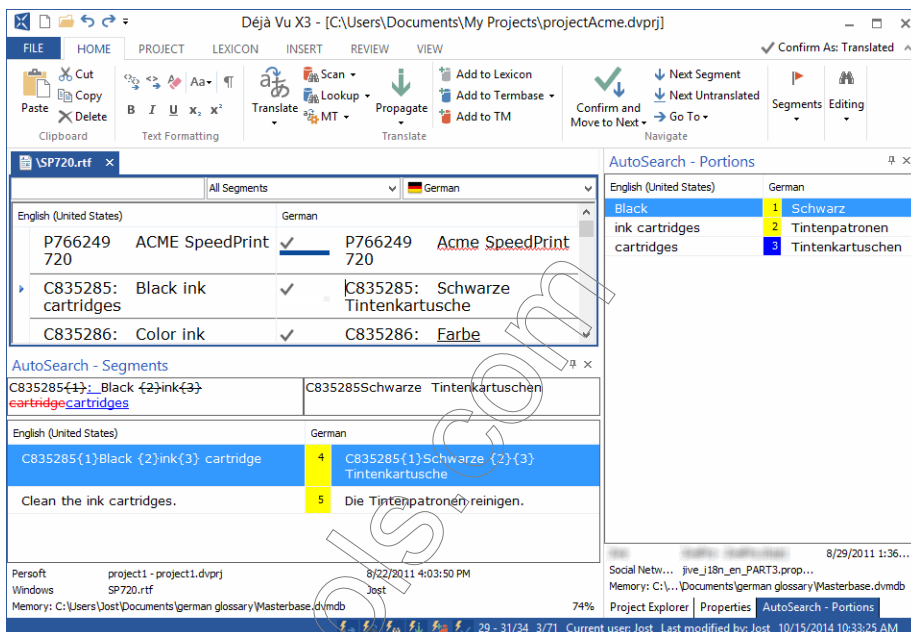 Déjà Vu X3 - [C:\Users\Documents\My Projects\projectAcme.dvprj]
FILE HOME PROJECT LEXICON INSERT REVIEW VIEW Confirm As: Translated
Paste Cut Copy Delete
Clipboard
Aa ¶
B I U x₂ x²
Text Formatting
Translate Scan Lookup MT Propagate Add to Lexicon Add to Termbase Add to TM
Translate
Confirm and Move to Next Next Segment Next Untranslated Go To
Navigate
Segments Editing
\SP720.rtf
All Segments German
English (United States) German
P766249 ACME SpeedPrint P766249 Acme SpeedPrint
720 720
C835285: Black ink C835285: Schwarze
cartridges Tintenkartusche
C835286: Color ink C835286: Farbe
AutoSearch - Segments
C835285{1}: Black {2}ink{3} C835285Schwarze Tintenkartuschen
cartridgecartridges
English (United States) German
C835285{1}Black {2}ink{3} cartridge 4 C835285{1}Schwarze {2}{3}
Tintenkartusche
Clean the ink cartridges. 5 Die Tintenpatronen reinigen.
Persoft project1 - project1.dvprj 8/22/2011 4:03:50 PM
Windows SP720.rtf Jost
Memory: C:\Users\Jost\Documents\german glossary\Masterbase.dvmdb 74%
AutoSearch - Portions
English (United States) German
Black 1 Schwarz
ink cartridges 2 Tintenpatronen
cartridges 3 Tintenkartuschen
8/29/2011 1:36...
Social Netw... jive_i18n_en_PART3.prop...
Memory: C:\...\Documents\german glossary\Masterbase.dvmdb
Project Explorer Properties AutoSearch - Portions
29 - 31/34 3/71 Current user: Jost Last modified by: Jost 10/15/2014 10:33:25 AM
ols.com